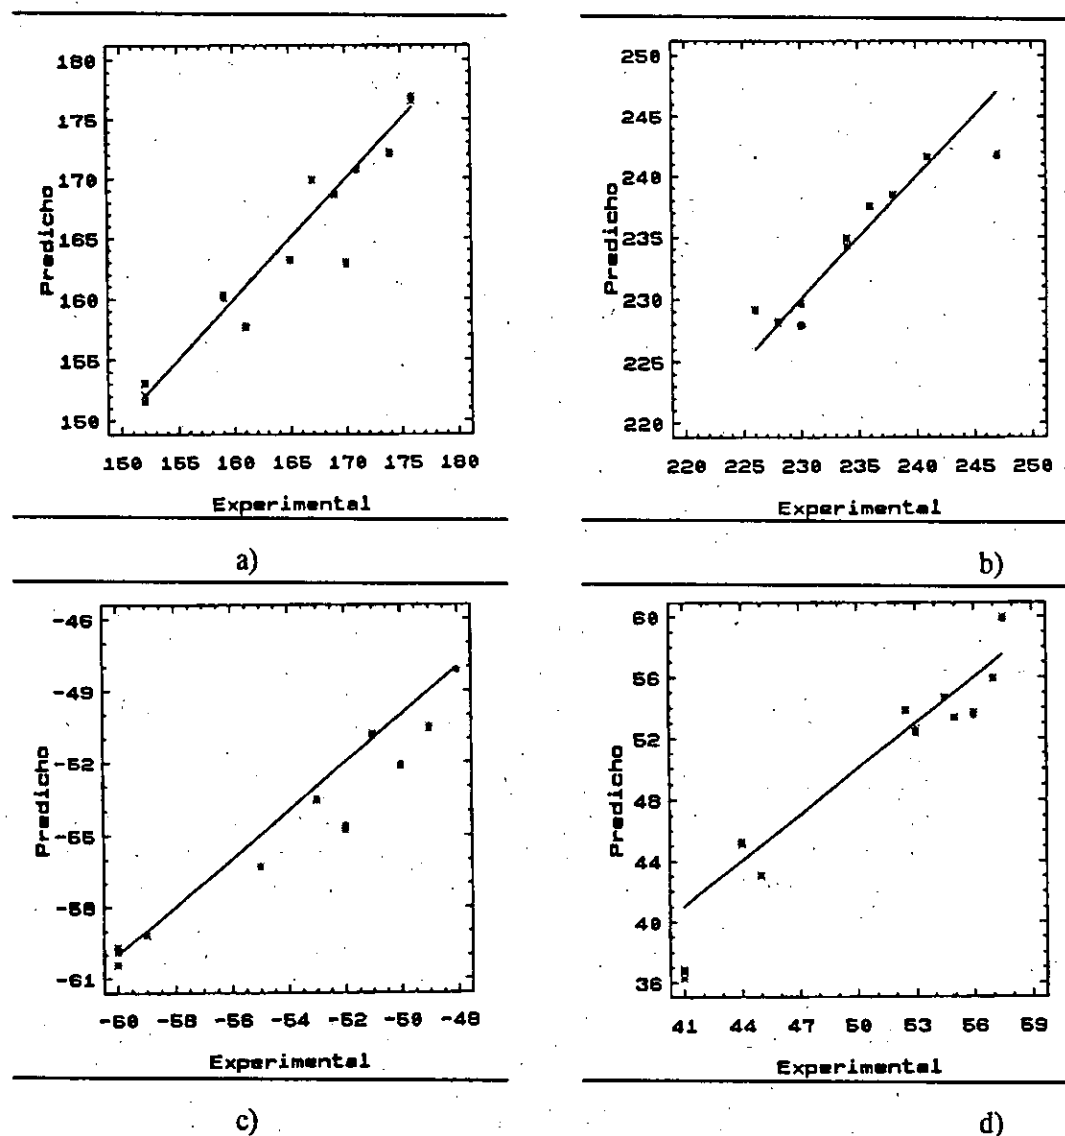 180
175
170
165
160
155
150
Predicho
150 155 160 165 170 175 180
Experimental
a)
250
245
240
235
230
225
220
Predicho
220 225 230 235 240 245 250
Experimental
b)
-46
-49
-52
-55
-58
-61
Predicho
-60 -58 -56 -54 -52 -50 -48
Experimental
c)
60
56
52
48
44
40
36
Predicho
41 44 47 50 53 56 59
Experimental
d)